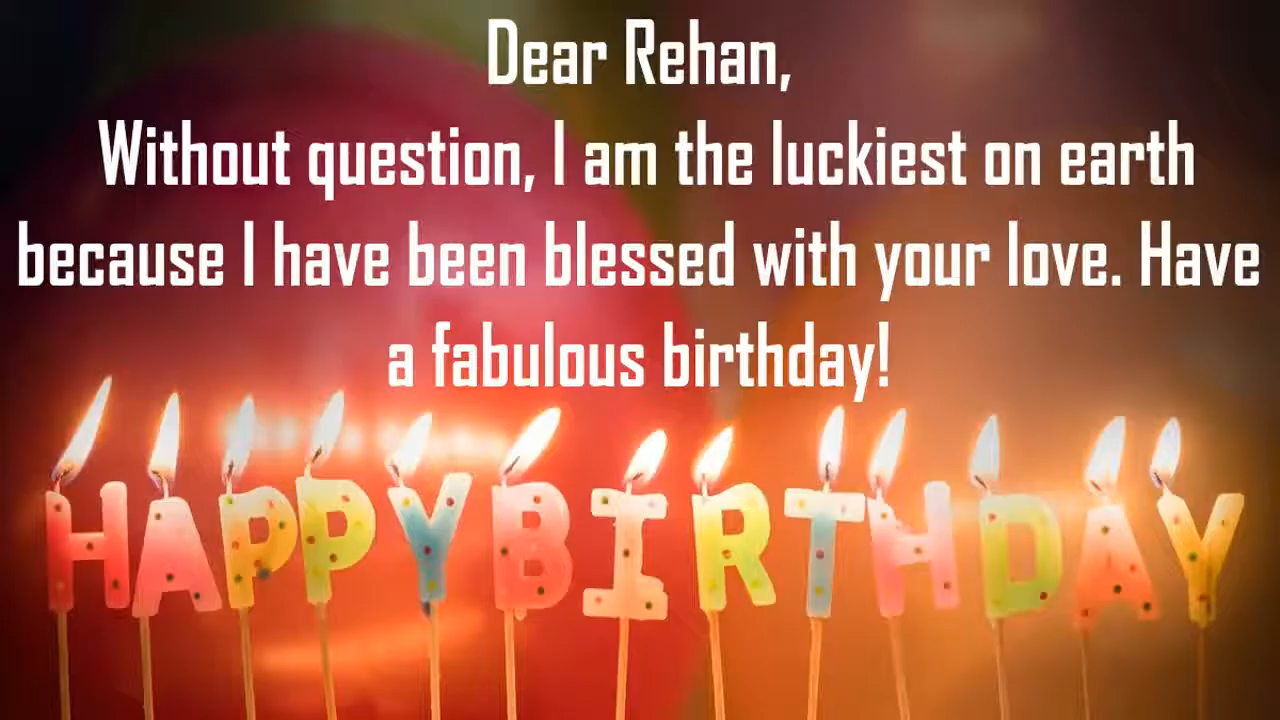 Dear Rehan,
Without question, I am the luckiest on earth
because I have been blessed with your love. Have
a fabulous birthday!
HAPPY BIRTHDAY